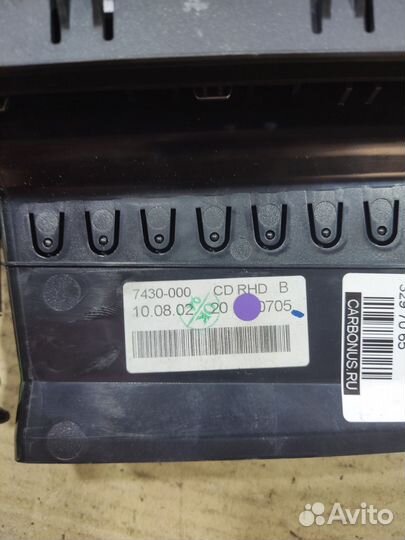 7430-000 CD RHD B
10.08.02 20 0705
CARBONUS.RU
Avito